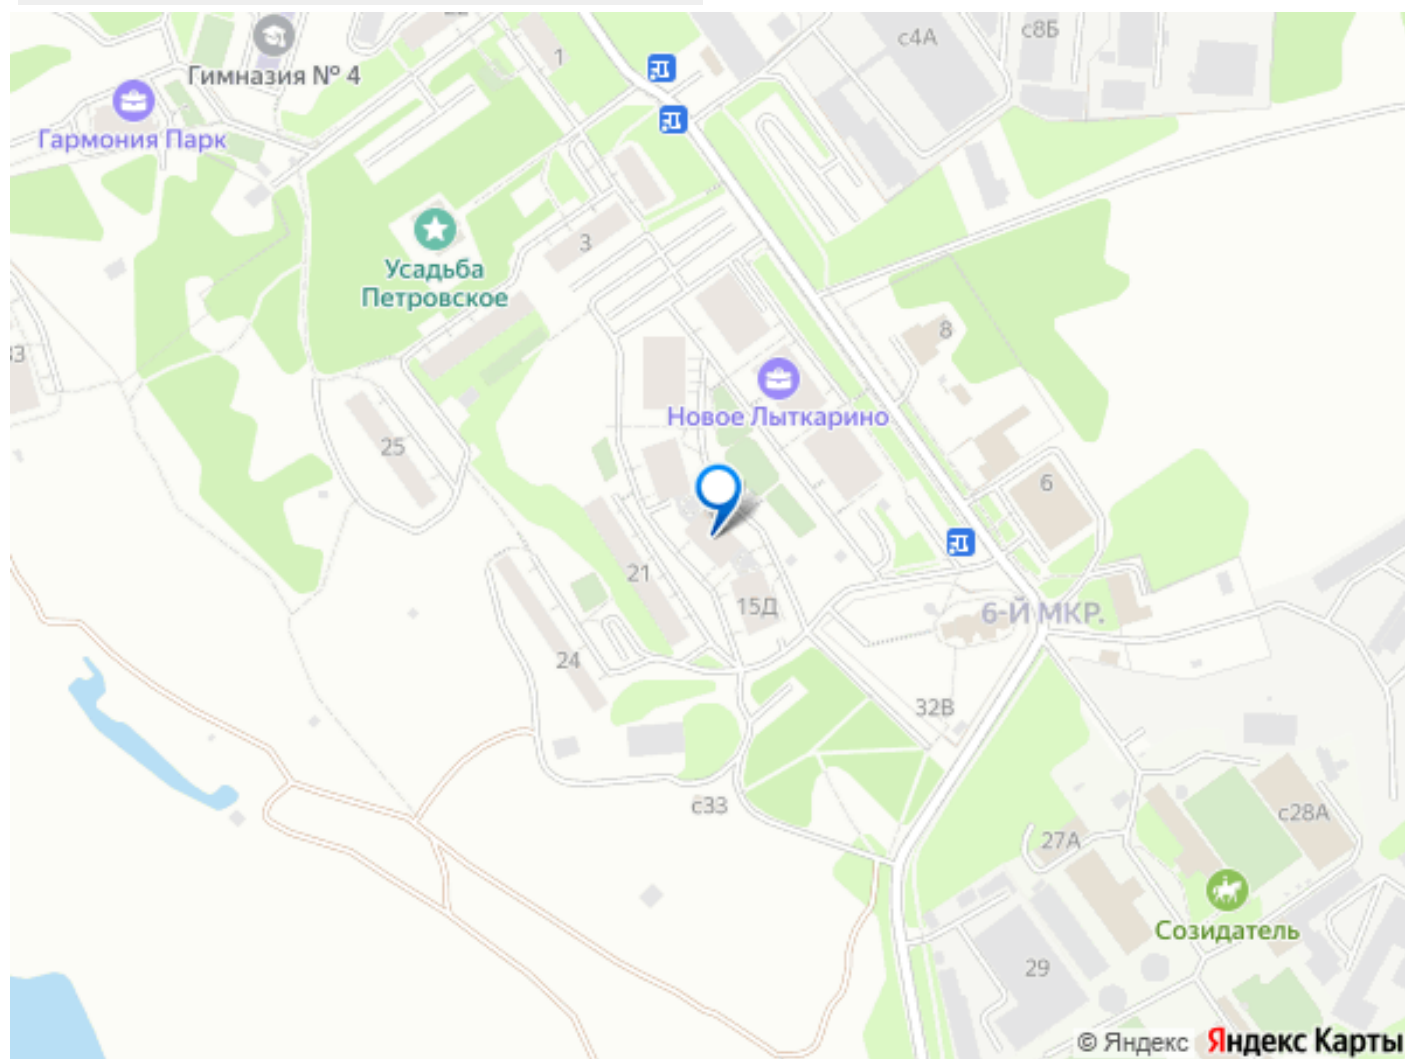 с8Б
с4А
1
Гимназия № 4
Гармония Парк
3
Усадьба
Петровское
8
Новое Лыткарино
25
6
21
15Д
6-Й МКР.
24
32В
с33
с28А
27А
Созидатель
29
© Яндекс Яндекс Карты